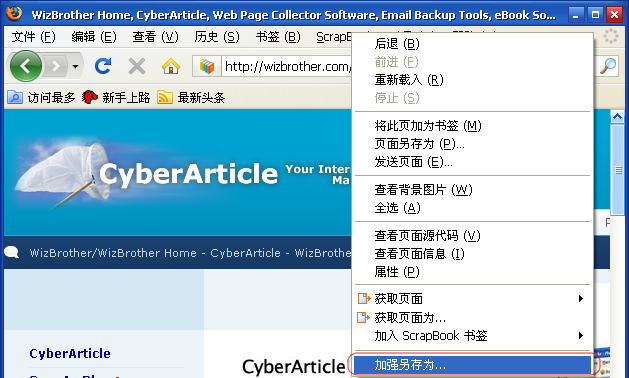 WizBrother Home, CyberArticle, Web Page Collector Software, Email Backup Tools, eBook So...
文件 (F) 编辑 (E) 查看 (V) 历史 (S) 书签 (B) ScrapBook
http://wizbrother.com/
访问最多 新手上路 最新头条
CyberArticle Your Inter
Ma
WizBrother/WizBrother Home - CyberArticle - WizBrothe
CyberArticle
CyberArticle
后退 (B)
前进 (F)
重新载入 (R)
停止 (S)
将此页加为书签 (M)
页面另存为 (P)...
发送页面 (E)...
查看背景图片 (W)
全选 (A)
查看页面源代码 (V)
查看页面信息 (I)
属性 (P)
获取页面
获取页面为...
加入 ScrapBook 书签
加强另存为...